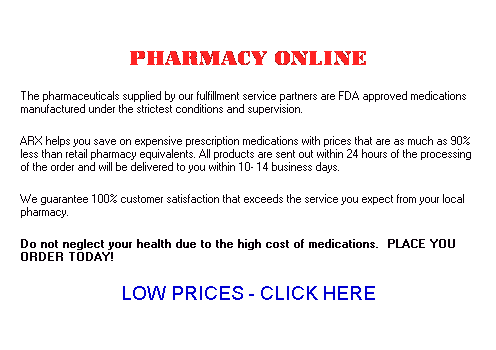 PHARMACY ONLINE
The pharmaceuticals supplied by our fulfillment service partners are FDA approved medications
manufactured under the strictest conditions and supervision.
ARX helps you save on expensive prescription medications with prices that are as much as 90%
less than retail pharmacy equivalents. All products are sent out within 24 hours of the processing
of the order and will be delivered to you within 10- 14 business days.
We guarantee 100% customer satisfaction that exceeds the service you expect from your local
pharmacy.
Do not neglect your health due to the high cost of medications. PLACE YOU
ORDER TODAY!
LOW PRICES - CLICK HERE